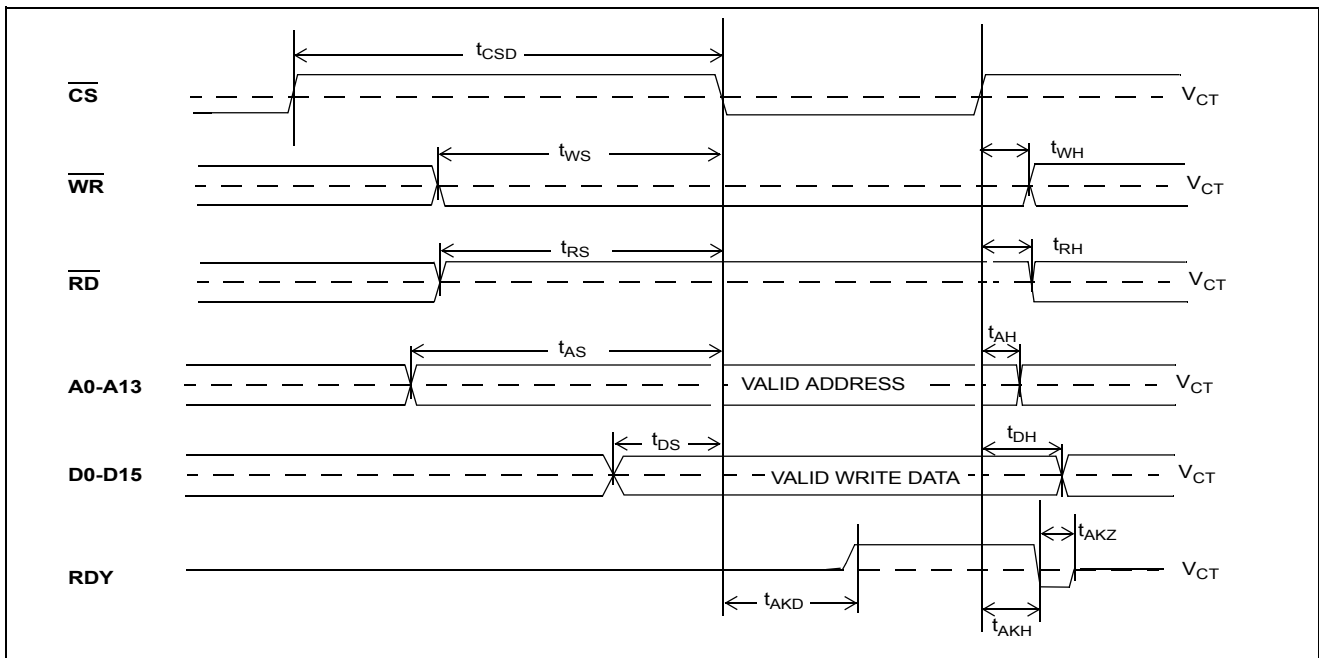 tCSD
CS VCT
tWS tWH
WR VCT
tRS tRH
RD VCT
tAS tAH
A0-A13 VALID ADDRESS VCT
tDS tDH
D0-D15 VALID WRITE DATA VCT
tAKZ
RDY VCT
tAKD
tAKH